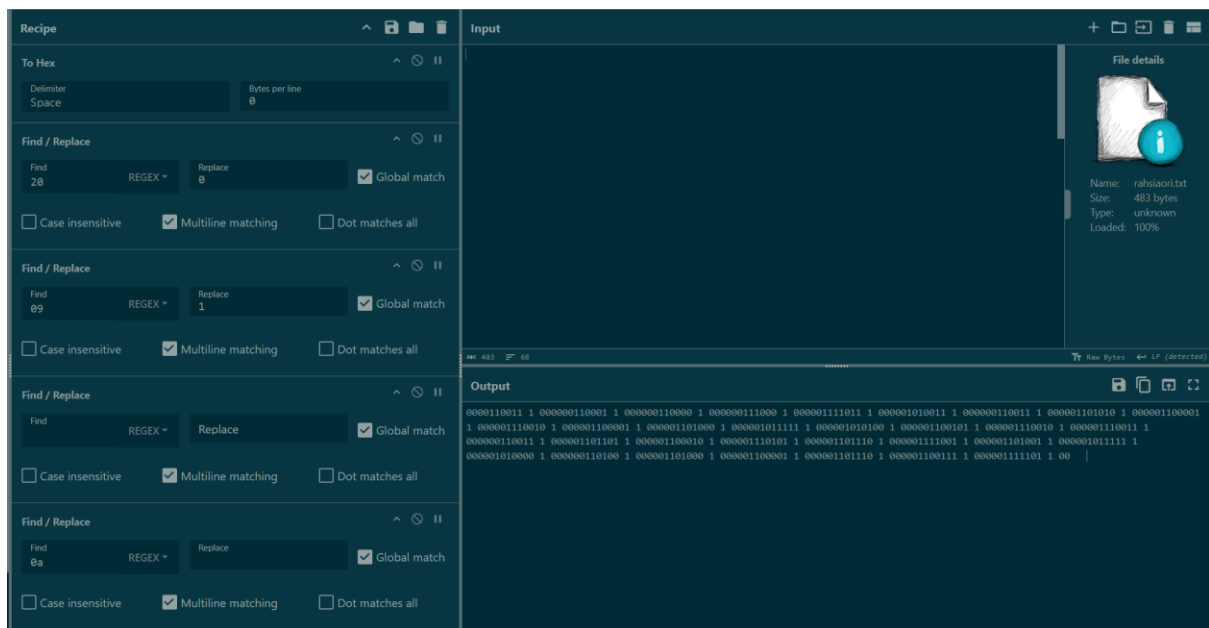 Recipe
To Hex
Delimiter
Space
Bytes per line
0
Find / Replace
Find
20
REGEX
Replace
0
Global match
Case insensitive
Multiline matching
Dot matches all
Find / Replace
Find
09
REGEX
Replace
1
Global match
Case insensitive
Multiline matching
Dot matches all
Find / Replace
Find
REGEX
Replace
Global match
Case insensitive
Multiline matching
Dot matches all
Find / Replace
Find
0a
REGEX
Replace
Global match
Case insensitive
Multiline matching
Dot matches all
Input
File details
Name: rahsiaori.txt
Size: 483 bytes
Type: unknown
Loaded: 100%
ABC 483 68
Tt Raw Bytes LF (detected)
Output
0000110011 1 000000110001 1 000000110000 1 000000111000 1 000001111011 1 000001010011 1 000000110011 1 000001101010 1 000001100001
1 000001110010 1 000001100001 1 000001101000 1 000001011111 1 000001010100 1 000001100101 1 000001110010 1 000001110011 1
000000110011 1 000001101101 1 000001100010 1 000001110101 1 000001101110 1 000001111001 1 000001101001 1 000001011111 1
000001010000 1 000000110100 1 000001101000 1 000001100001 1 000001101110 1 000001100111 1 000001111101 1 00